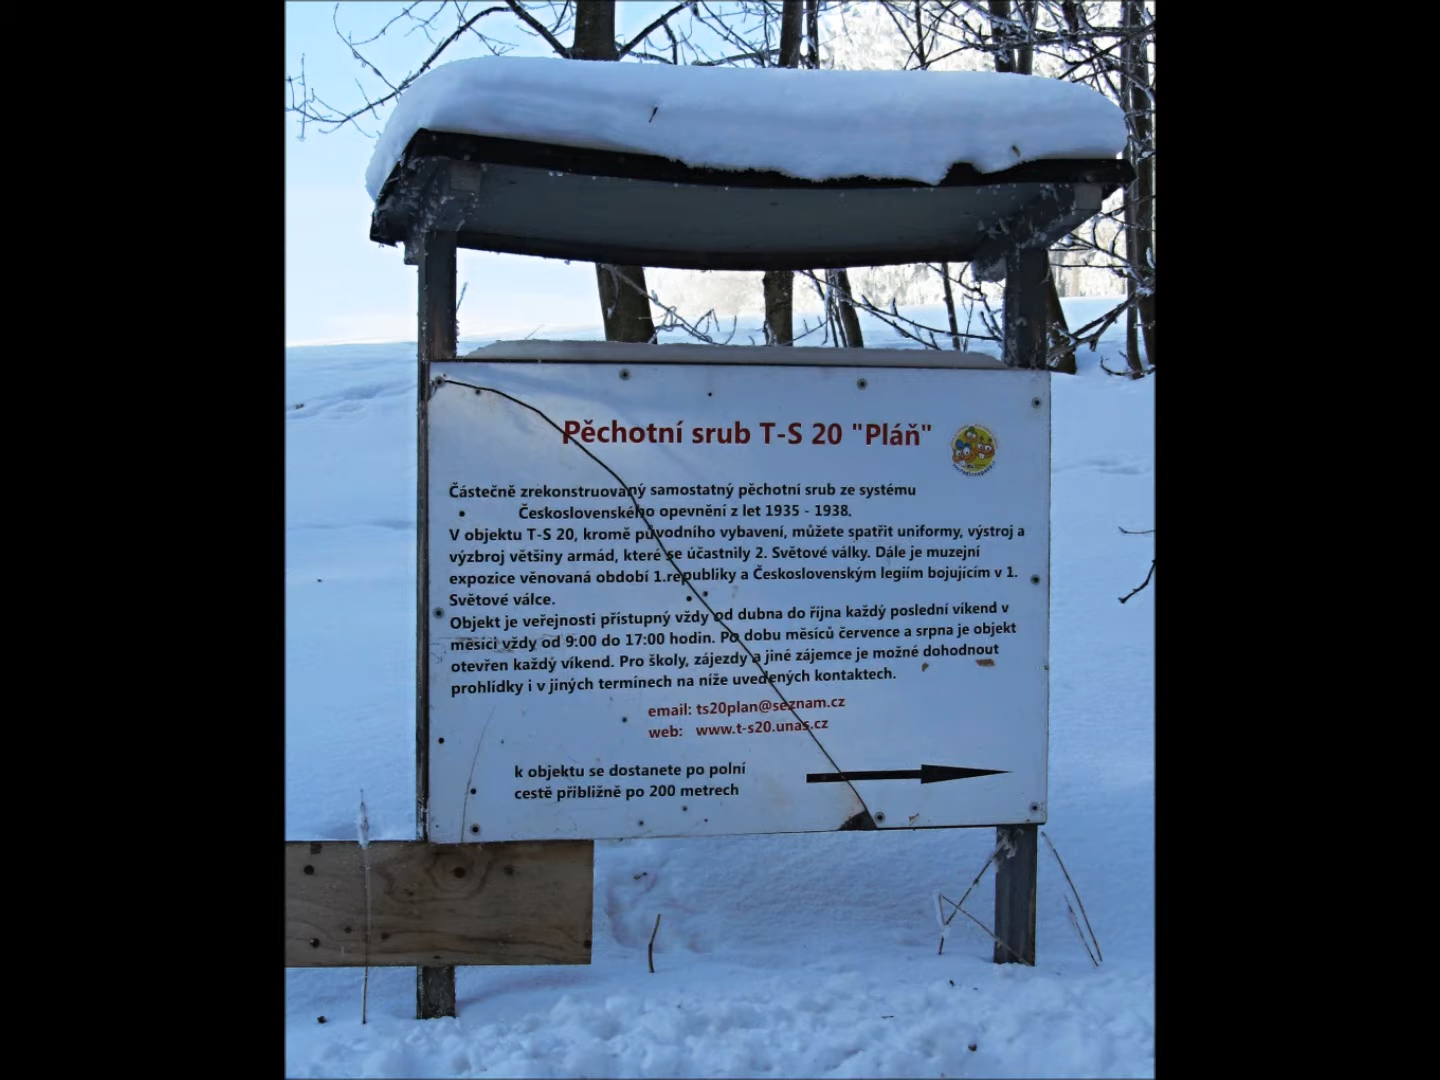 Pěchotní srub T-S 20 "Pláň"
Částečně zrekonstruovaný samostatný pěchotní srub ze systému
Československého opevnění z let 1935 - 1938.
V objektu T-S 20, kromě původního vybavení, můžete spatřit uniformy, výstroj a
výzbroj většiny armád, které se účastnily 2. Světové války. Dále je muzejní
expozice věnovaná období 1.republiky a Československým legiím bojujícím v 1.
Světové válce.
Objekt je veřejnosti přístupný vždy od dubna do října každý poslední víkend v
měsíci vždy od 9:00 do 17:00 hodin. Po dobu měsíců července a srpna je objekt
otevřen každý víkend. Pro školy, zájezdy a jiné zájemce je možné dohodnout
prohlídky i v jiných termínech na níže uvedených kontaktech.
email: ts20plan@seznam.cz
web: www.t-s20.unas.cz
k objektu se dostanete po polní
cestě přibližně po 200 metrech